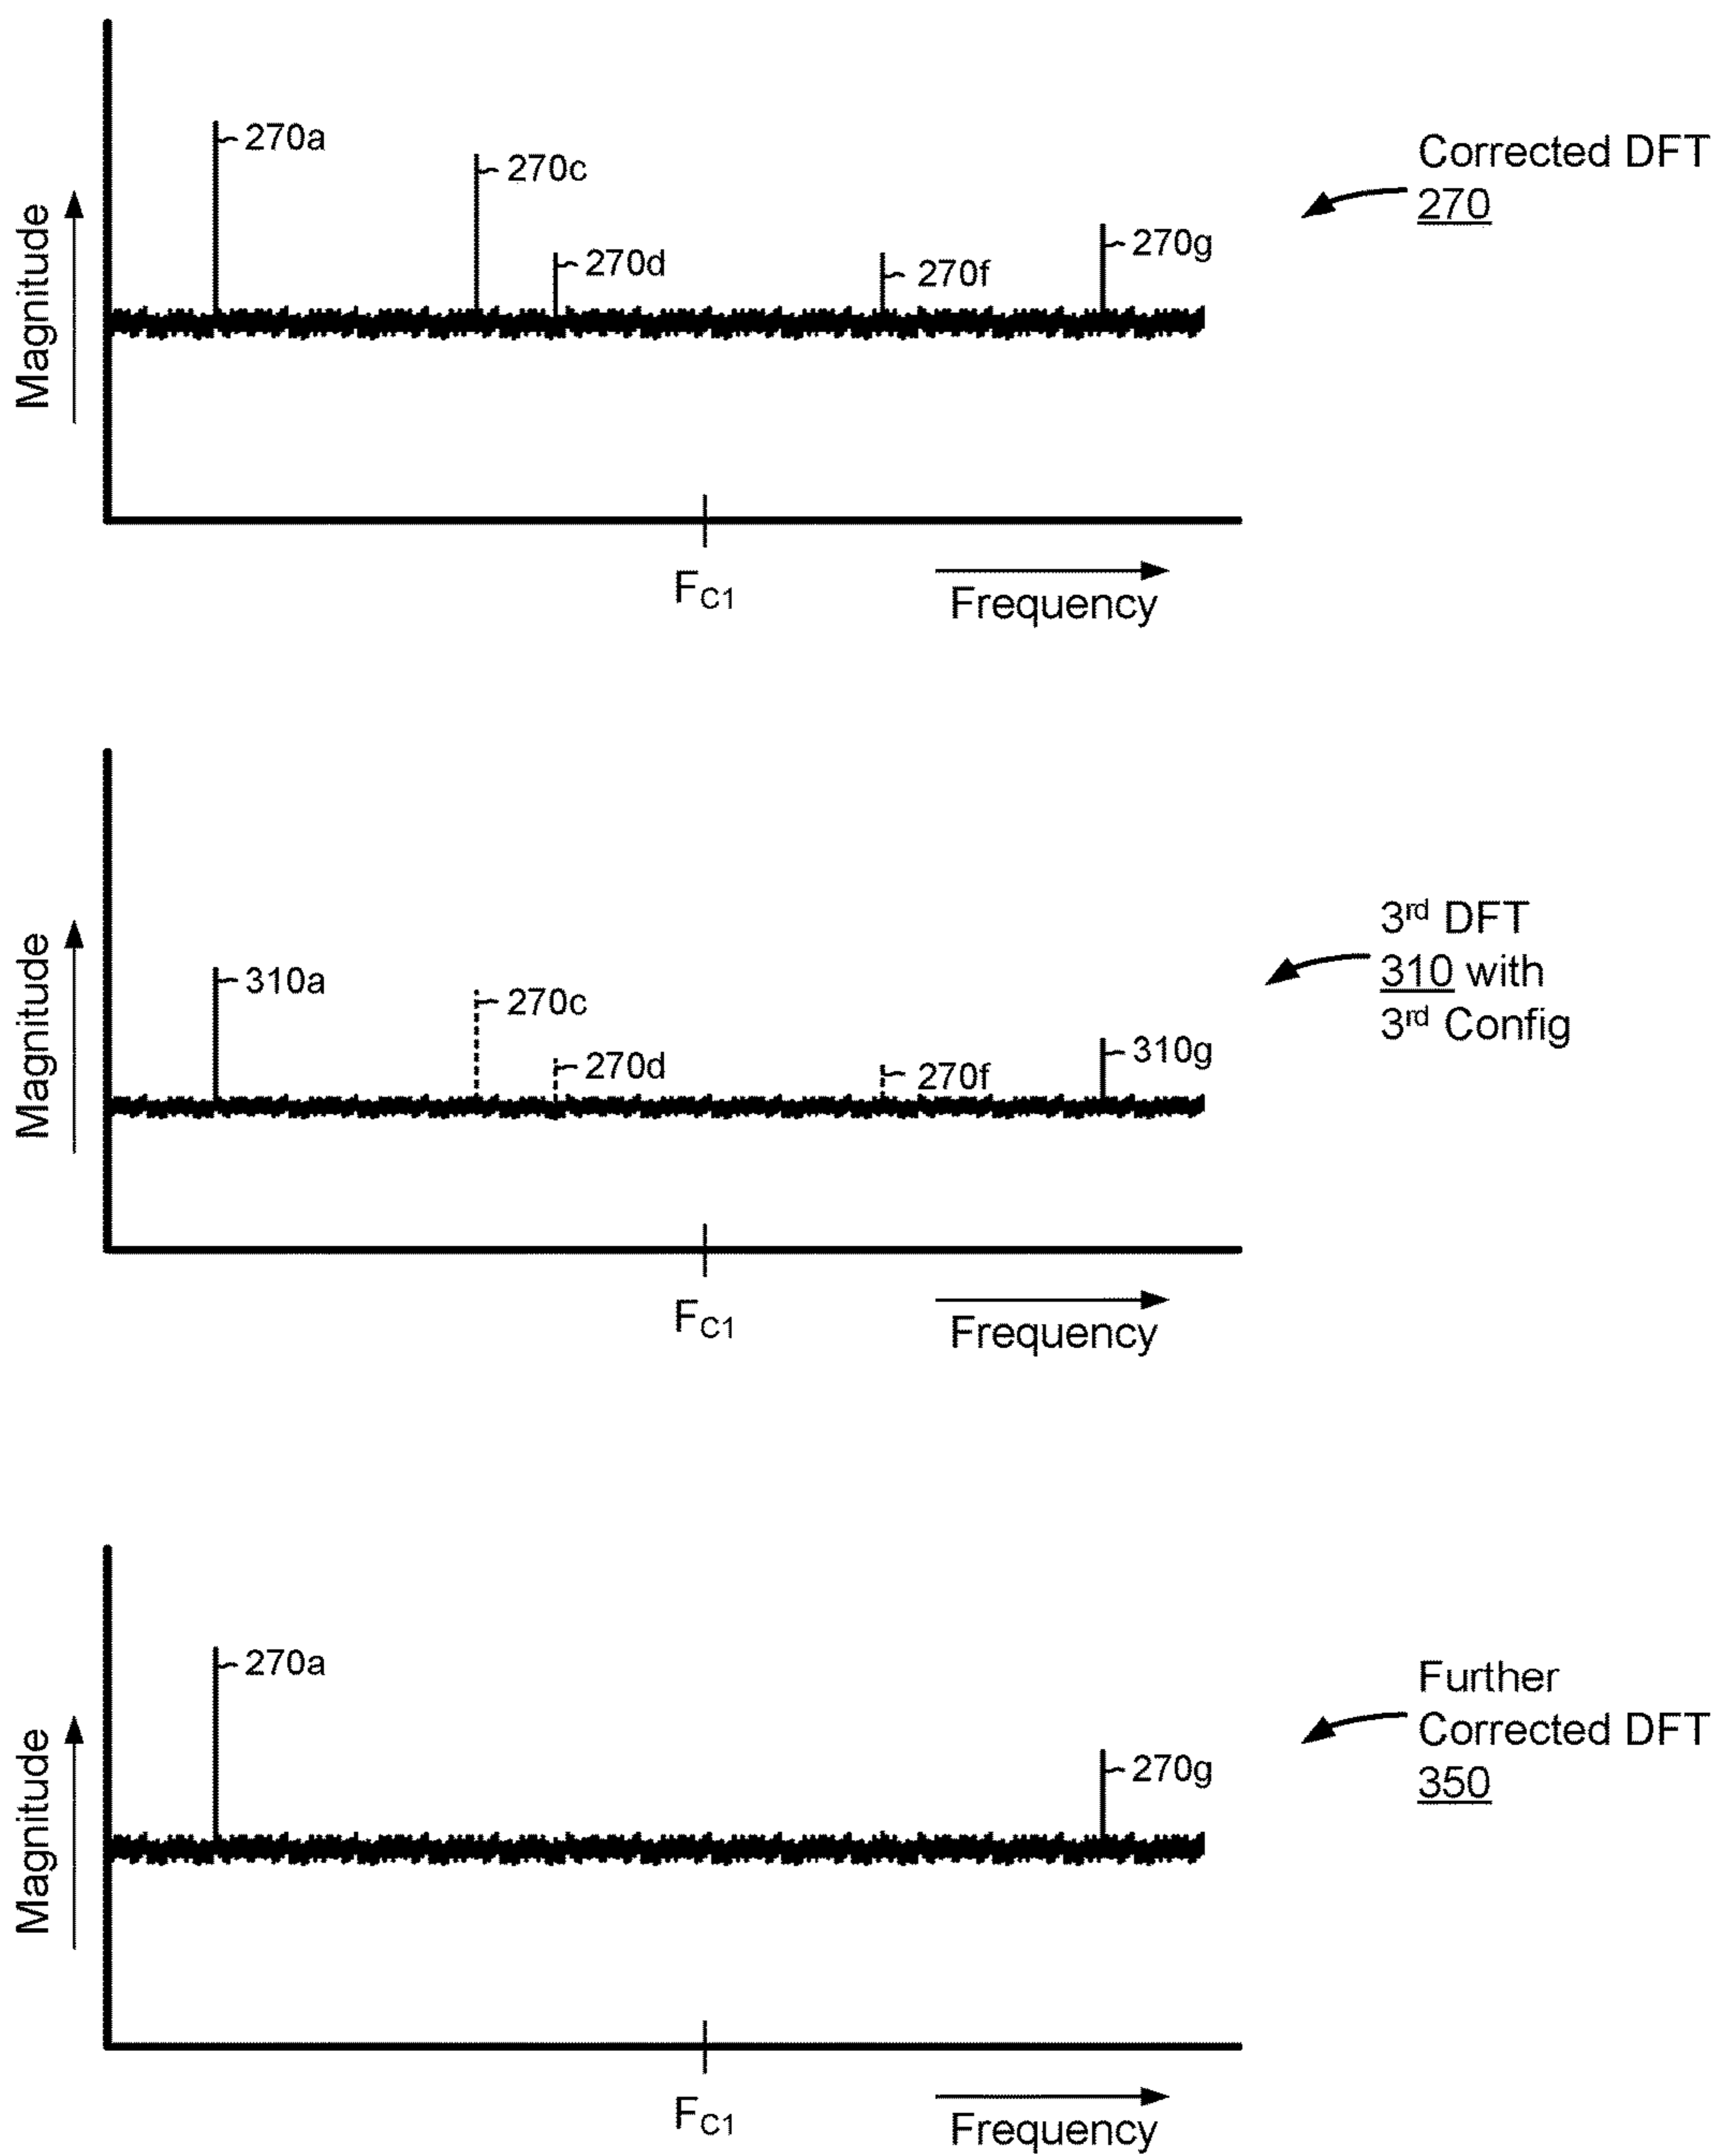 Magnitude
270a
270c
270d
270f
270g
Corrected DFT
270
FC1
Frequency
Magnitude
310a
270c
270d
270f
310g
3rd DFT
310 with
3rd Config
FC1
Frequency
Magnitude
270a
270g
Further
Corrected DFT
350
FC1
Frequency